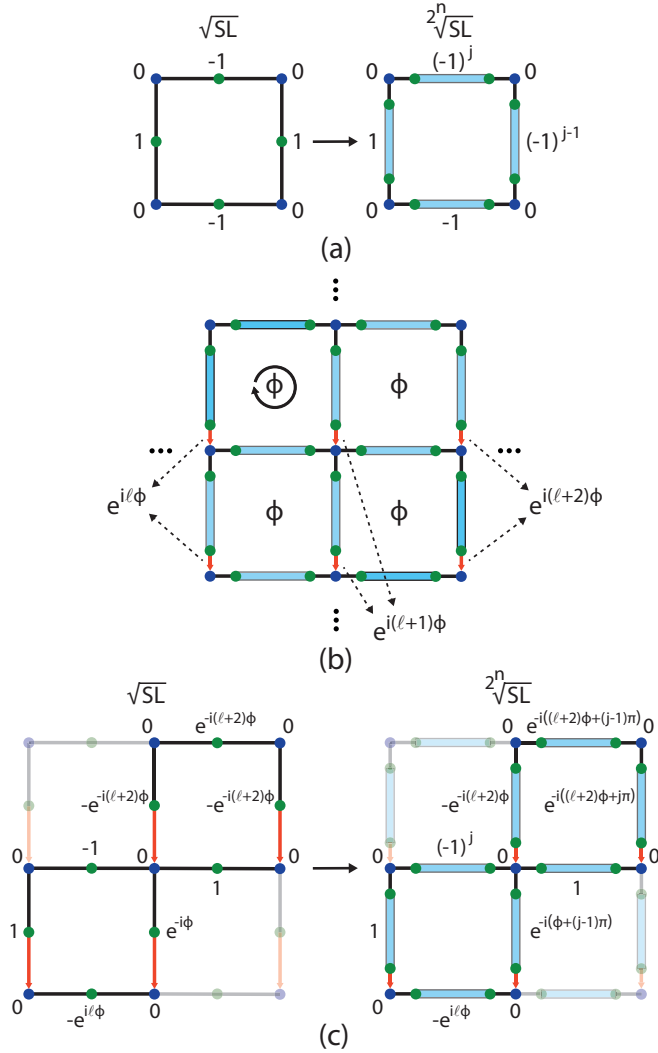 √SL
2ⁿ√SL
-1
(-1)^j
0 0 0 0
1 1 1 (-1)^{j-1}
0 0 0 0
-1 -1
(a)
ϕ ϕ
e^{iℓϕ} e^{i(ℓ+2)ϕ}
ϕ ϕ
e^{i(ℓ+1)ϕ}
(b)
√SL
2ⁿ√SL
e^{-i(ℓ+2)ϕ} e^{-i((ℓ+2)ϕ+(j-1)π)}
0 0 0 0
-e^{-i(ℓ+2)ϕ} -e^{-i(ℓ+2)ϕ} -e^{-i(ℓ+2)ϕ} e^{-i((ℓ+2)ϕ+jπ)}
-1 (-1)^j
0 0 0 0 0 0
1 1
1 e^{-iϕ} 1 e^{-i(ϕ+(j-1)π)}
0 0 0 0
-e^{iℓϕ} -e^{iℓϕ}
(c)